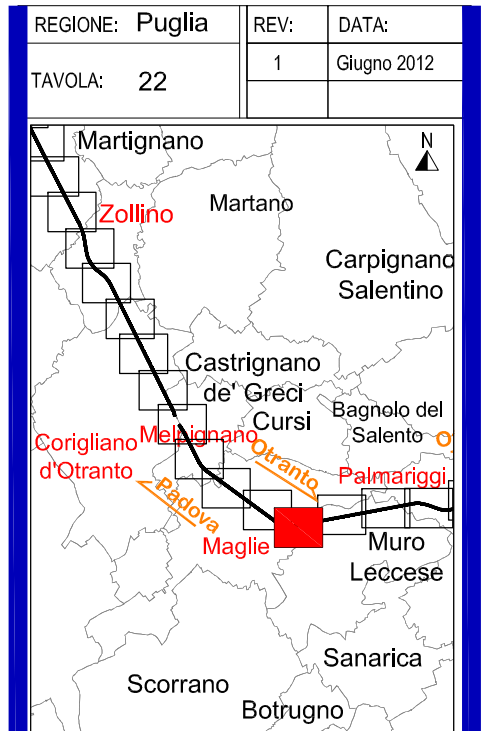 REGIONE: Puglia
REV:
DATA:
TAVOLA: 22
1
Giugno 2012
Martignano
N
Zollino
Martano
Carpignano
Salentino
Castrignano
de' Greci
Cursi
Bagnolo del
Salento
Corigliano
d'Otranto
Melpignano
Otranto
Palmariggi
Padova
Maglie
Muro
Leccese
Sanarica
Scorrano
Botrugno